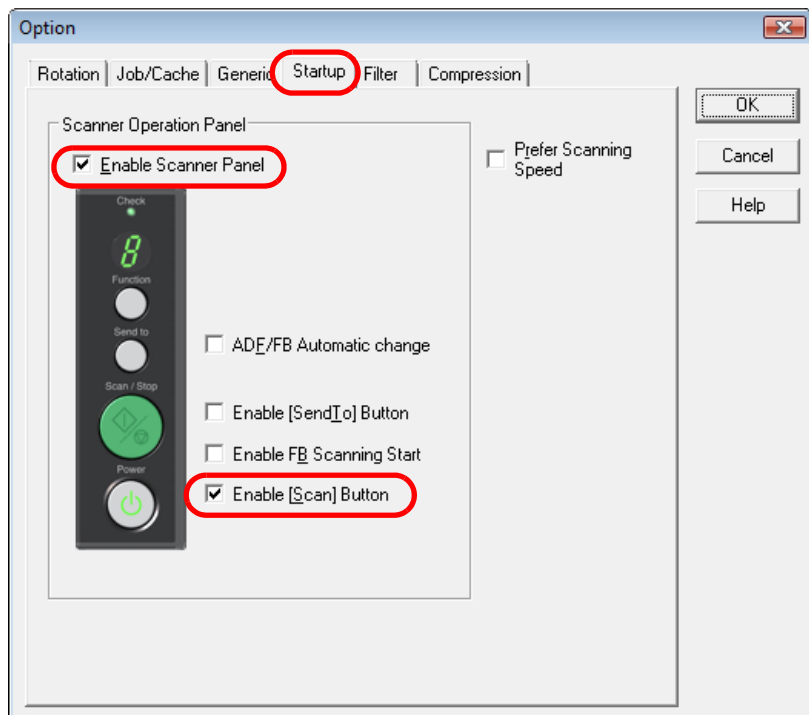 Option
Rotation Job/Cache Generic Startup Filter Compression
OK
Cancel
Help
Scanner Operation Panel
Enable Scanner Panel
Prefer Scanning
Speed
Check
8
Function
Send to
Scan / Stop
Power
ADF/FB Automatic change
Enable [SendTo] Button
Enable FB Scanning Start
Enable [Scan] Button